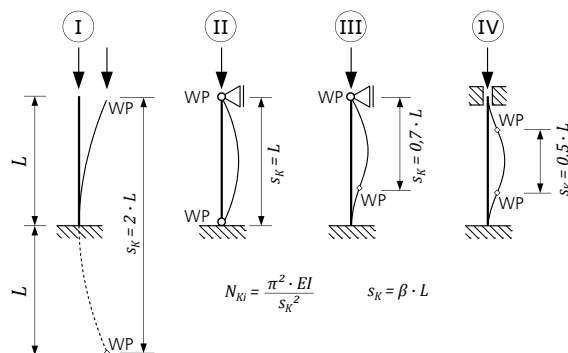 I II III IV
WP WP WP
WP
L
s_K = 2 · L
s_K = L
s_K = 0,7 · L
s_K = 0.5 · L
WP
WP
WP
L
N_Ki = π² · EI / s_K²
s_K = β · L
WP